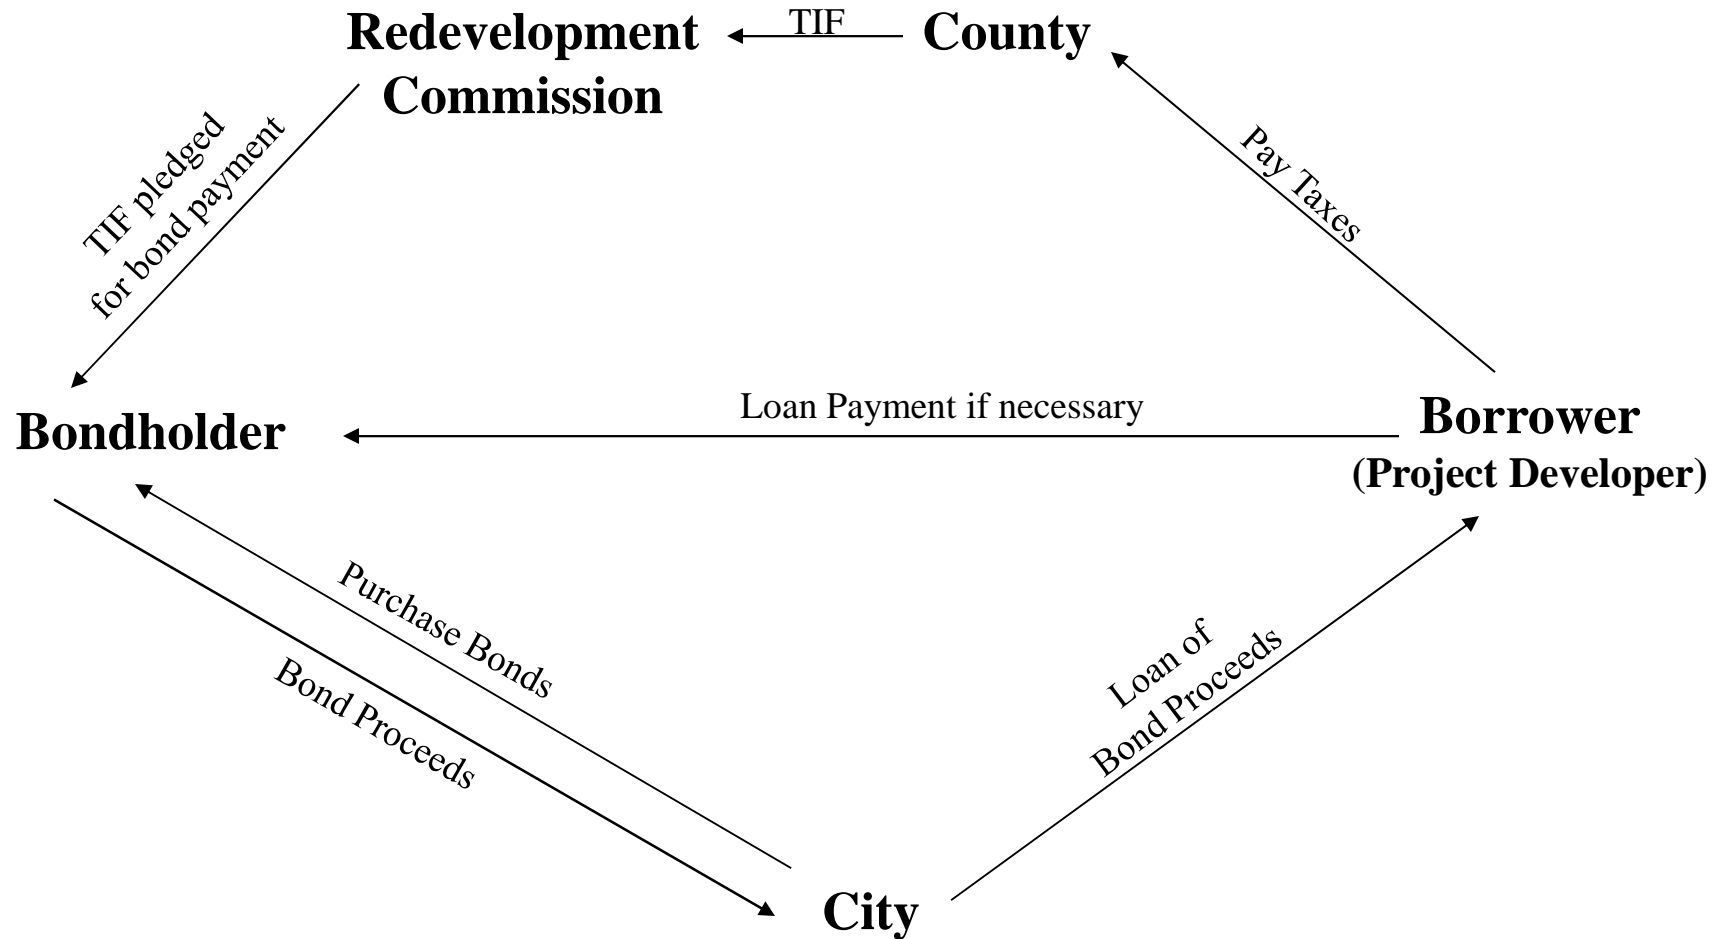 Redevelopment
Commission
TIF
County
TIF pledged
for bond payment
Pay Taxes
Loan Payment if necessary
Bondholder
Borrower
(Project Developer)
Purchase Bonds
Bond Proceeds
Loan of
Bond Proceeds
City